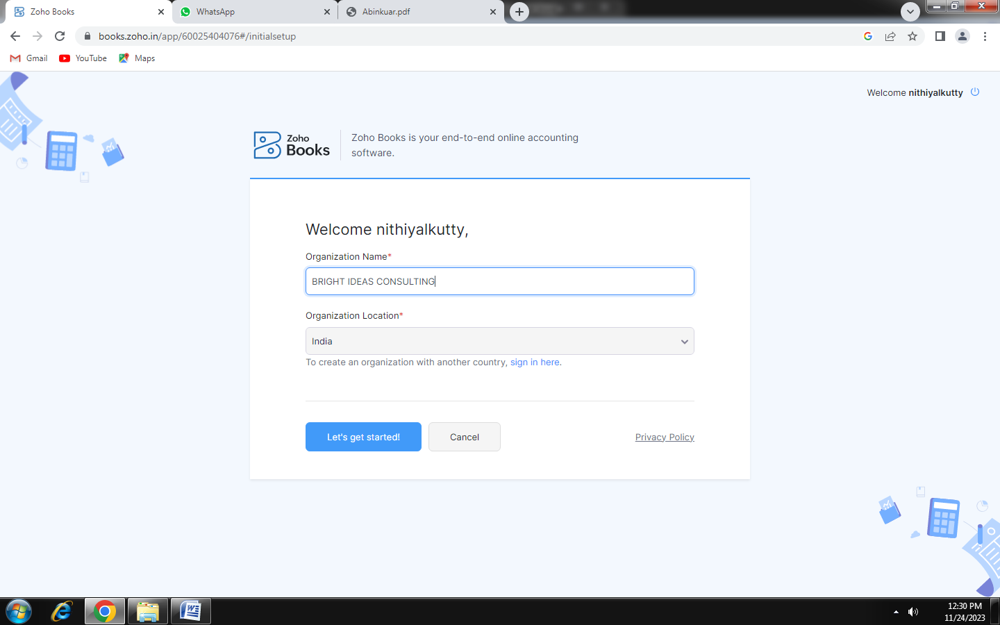 Zoho Books
WhatsApp
Abinkuar.pdf
books.zoho.in/app/60025404076#/initialsetup
Gmail
YouTube
Maps
Welcome nithiyalkutty
Zoho
Books
Zoho Books is your end-to-end online accounting
software.
Welcome nithiyalkutty,
Organization Name*
BRIGHT IDEAS CONSULTING
Organization Location*
India
To create an organization with another country, sign in here.
Let's get started!
Cancel
Privacy Policy
12:30 PM
11/24/2023